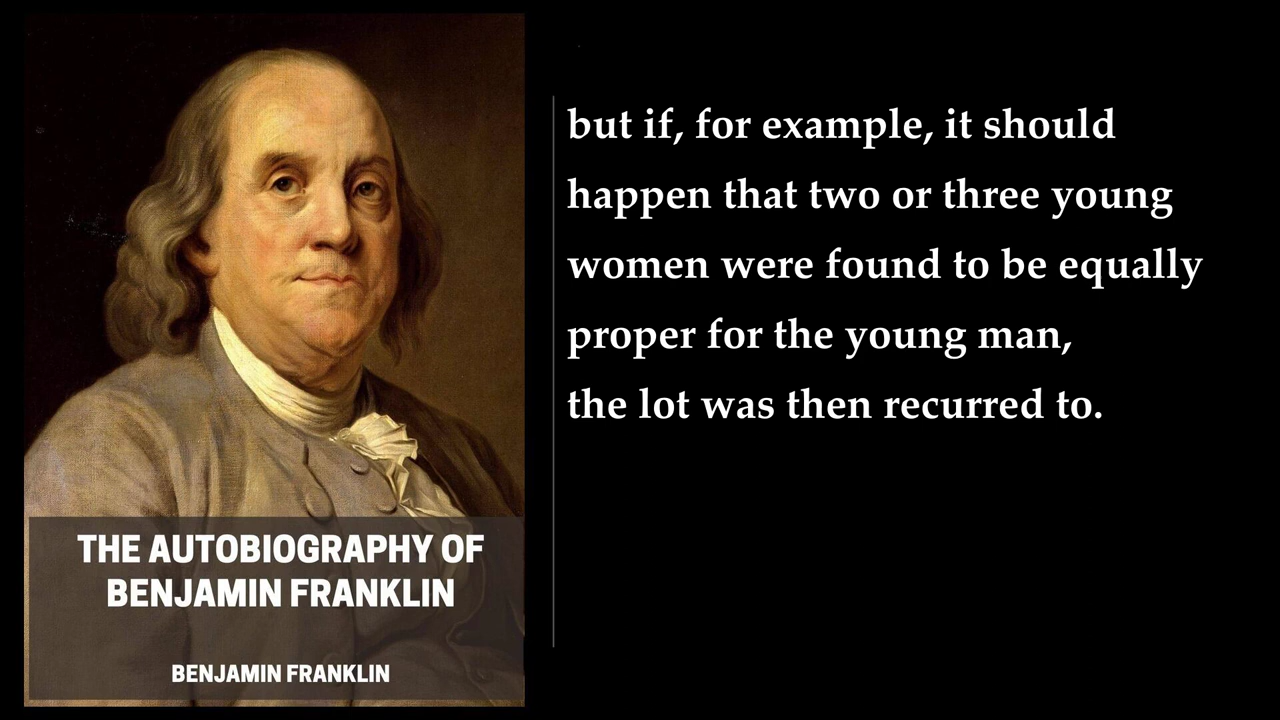 but if, for example, it should
happen that two or three young
women were found to be equally
proper for the young man,
the lot was then recurred to.
THE AUTOBIOGRAPHY OF
BENJAMIN FRANKLIN
BENJAMIN FRANKLIN